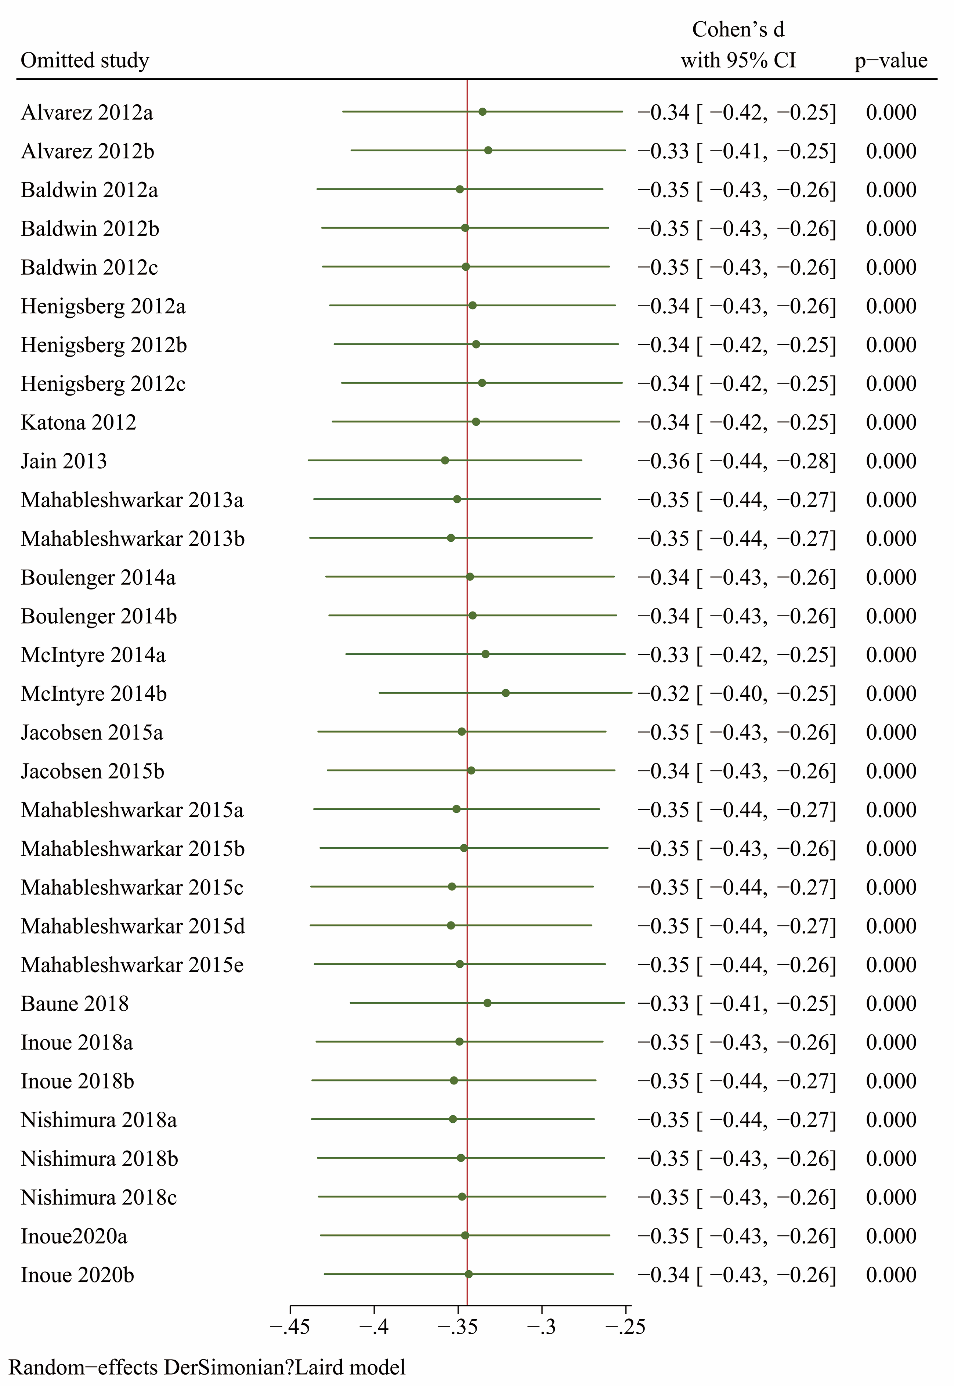 Cohen's d
Omitted study with 95% CI p−value
Alvarez 2012a −0.34 [ −0.42, −0.25] 0.000
Alvarez 2012b −0.33 [ −0.41, −0.25] 0.000
Baldwin 2012a −0.35 [ −0.43, −0.26] 0.000
Baldwin 2012b −0.35 [ −0.43, −0.26] 0.000
Baldwin 2012c −0.35 [ −0.43, −0.26] 0.000
Henigsberg 2012a −0.34 [ −0.43, −0.26] 0.000
Henigsberg 2012b −0.34 [ −0.42, −0.25] 0.000
Henigsberg 2012c −0.34 [ −0.42, −0.25] 0.000
Katona 2012 −0.34 [ −0.42, −0.25] 0.000
Jain 2013 −0.36 [ −0.44, −0.28] 0.000
Mahableshwarkar 2013a −0.35 [ −0.44, −0.27] 0.000
Mahableshwarkar 2013b −0.35 [ −0.44, −0.27] 0.000
Boulenger 2014a −0.34 [ −0.43, −0.26] 0.000
Boulenger 2014b −0.34 [ −0.43, −0.26] 0.000
McIntyre 2014a −0.33 [ −0.42, −0.25] 0.000
McIntyre 2014b −0.32 [ −0.40, −0.25] 0.000
Jacobsen 2015a −0.35 [ −0.43, −0.26] 0.000
Jacobsen 2015b −0.34 [ −0.43, −0.26] 0.000
Mahableshwarkar 2015a −0.35 [ −0.44, −0.27] 0.000
Mahableshwarkar 2015b −0.35 [ −0.43, −0.26] 0.000
Mahableshwarkar 2015c −0.35 [ −0.44, −0.27] 0.000
Mahableshwarkar 2015d −0.35 [ −0.44, −0.27] 0.000
Mahableshwarkar 2015e −0.35 [ −0.44, −0.26] 0.000
Baune 2018 −0.33 [ −0.41, −0.25] 0.000
Inoue 2018a −0.35 [ −0.43, −0.26] 0.000
Inoue 2018b −0.35 [ −0.44, −0.27] 0.000
Nishimura 2018a −0.35 [ −0.44, −0.27] 0.000
Nishimura 2018b −0.35 [ −0.43, −0.26] 0.000
Nishimura 2018c −0.35 [ −0.43, −0.26] 0.000
Inoue2020a −0.35 [ −0.43, −0.26] 0.000
Inoue 2020b −0.34 [ −0.43, −0.26] 0.000
−.45 −.4 −.35 −.3 −.25
Random−effects DerSimonian?Laird model